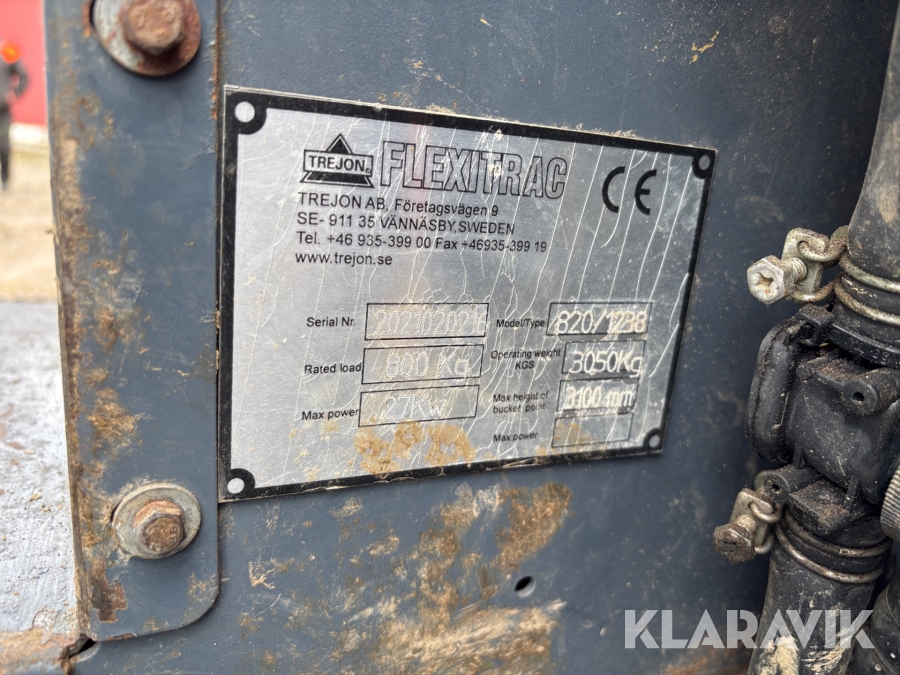 TREJON FLEXITRAC CE
TREJON AB, Företagsvägen 9
SE- 911 35 VÄNNÄSBY,SWEDEN
Tel. +46 935-399 00 Fax +46935-399 19
www.trejon.se
Serial Nr. Model/Type 820/1238
Rated load 800 Kg Operating weight KGS 3050Kg
Max power 27Kw Max height of bucket point 3100 mm
Max power
KLARAVIK